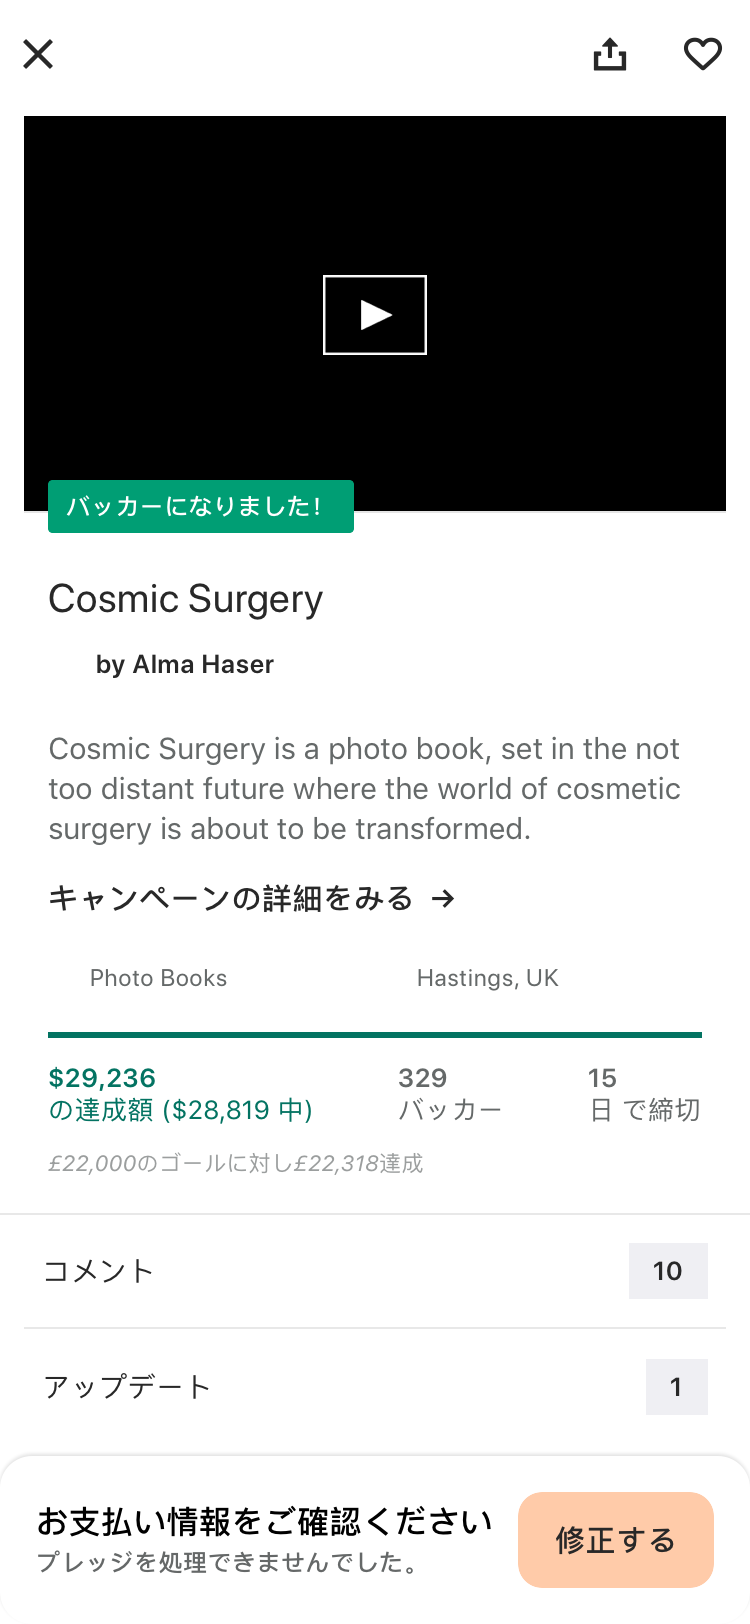 バッカーになりました!
Cosmic Surgery
by Alma Haser
Cosmic Surgery is a photo book, set in the not
too distant future where the world of cosmetic
surgery is about to be transformed.
キャンペーンの詳細をみる →
Photo Books
Hastings, UK
$29,236
の達成額 ($28,819 中)
329
バッカー
15
日 で締切
£22,000のゴールに対し£22,318達成
コメント
10
アップデート
1
お支払い情報をご確認ください
プレッジを処理できませんでした。
修正する